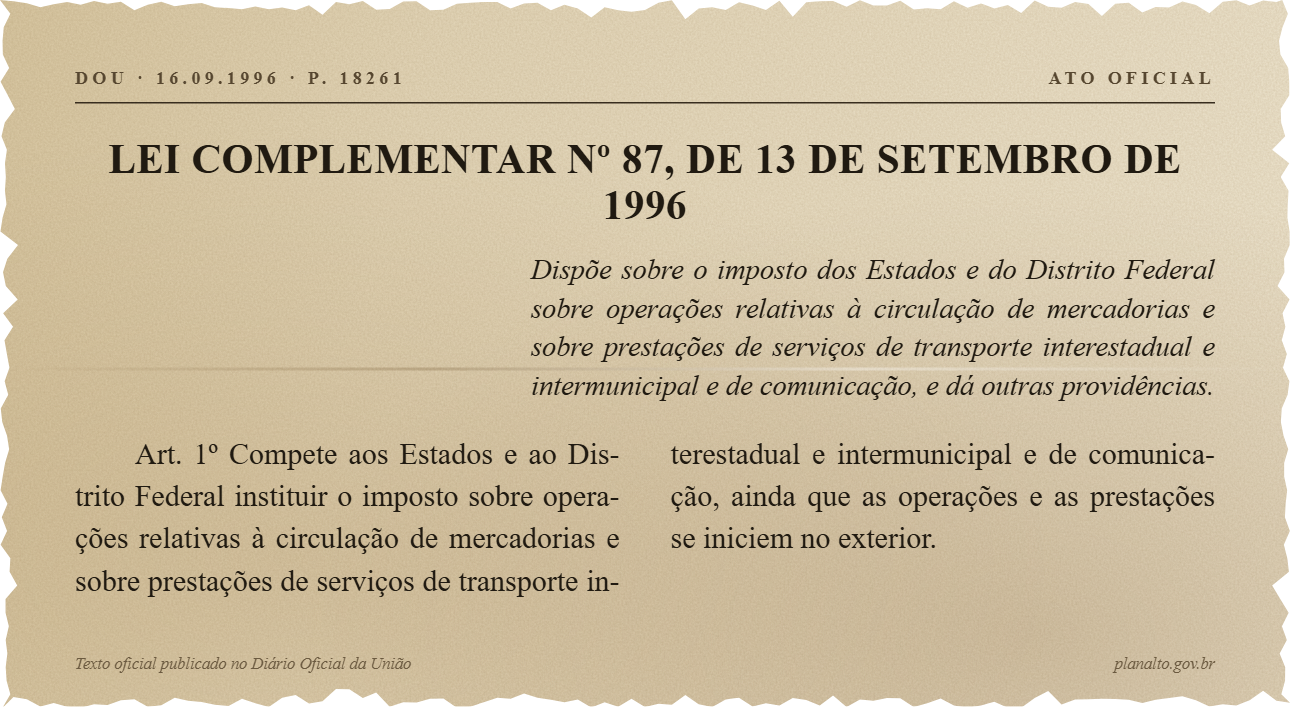 DOU · 16.09.1996 · P. 18261
ATO OFICIAL
LEI COMPLEMENTAR Nº 87, DE 13 DE SETEMBRO DE
1996
Dispõe sobre o imposto dos Estados e do Distrito Federal
sobre operações relativas à circulação de mercadorias e
sobre prestações de serviços de transporte interestadual e
intermunicipal e de comunicação, e dá outras providências.
Art. 1º Compete aos Estados e ao Dis-
trito Federal instituir o imposto sobre opera-
ções relativas à circulação de mercadorias e
sobre prestações de serviços de transporte in-
terestadual e intermunicipal e de comunica-
ção, ainda que as operações e as prestações
se iniciem no exterior.
Texto oficial publicado no Diário Oficial da União
planalto.gov.br